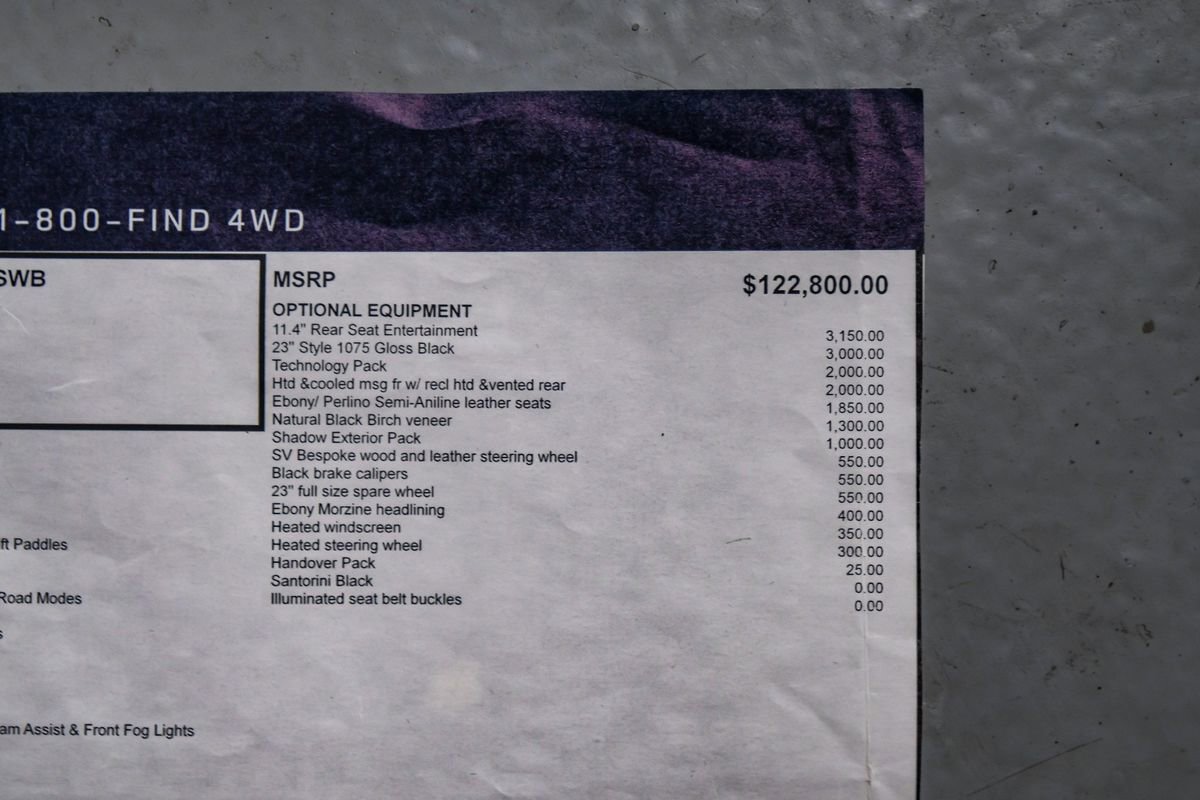 1-800-FIND 4WD
SWB
MSRP $122,800.00
OPTIONAL EQUIPMENT
11.4" Rear Seat Entertainment 3,150.00
23" Style 1075 Gloss Black 3,000.00
Technology Pack 2,000.00
Htd &cooled msg fr w/ recl htd &vented rear 2,000.00
Ebony/ Perlino Semi-Aniline leather seats 1,850.00
Natural Black Birch veneer 1,300.00
Shadow Exterior Pack 1,000.00
SV Bespoke wood and leather steering wheel 550.00
Black brake calipers 550.00
23" full size spare wheel 550.00
Ebony Morzine headlining 400.00
Heated windscreen 350.00
Heated steering wheel 300.00
Handover Pack 25.00
Santorini Black 0.00
Illuminated seat belt buckles 0.00
ft Paddles
Road Modes
s
am Assist & Front Fog Lights